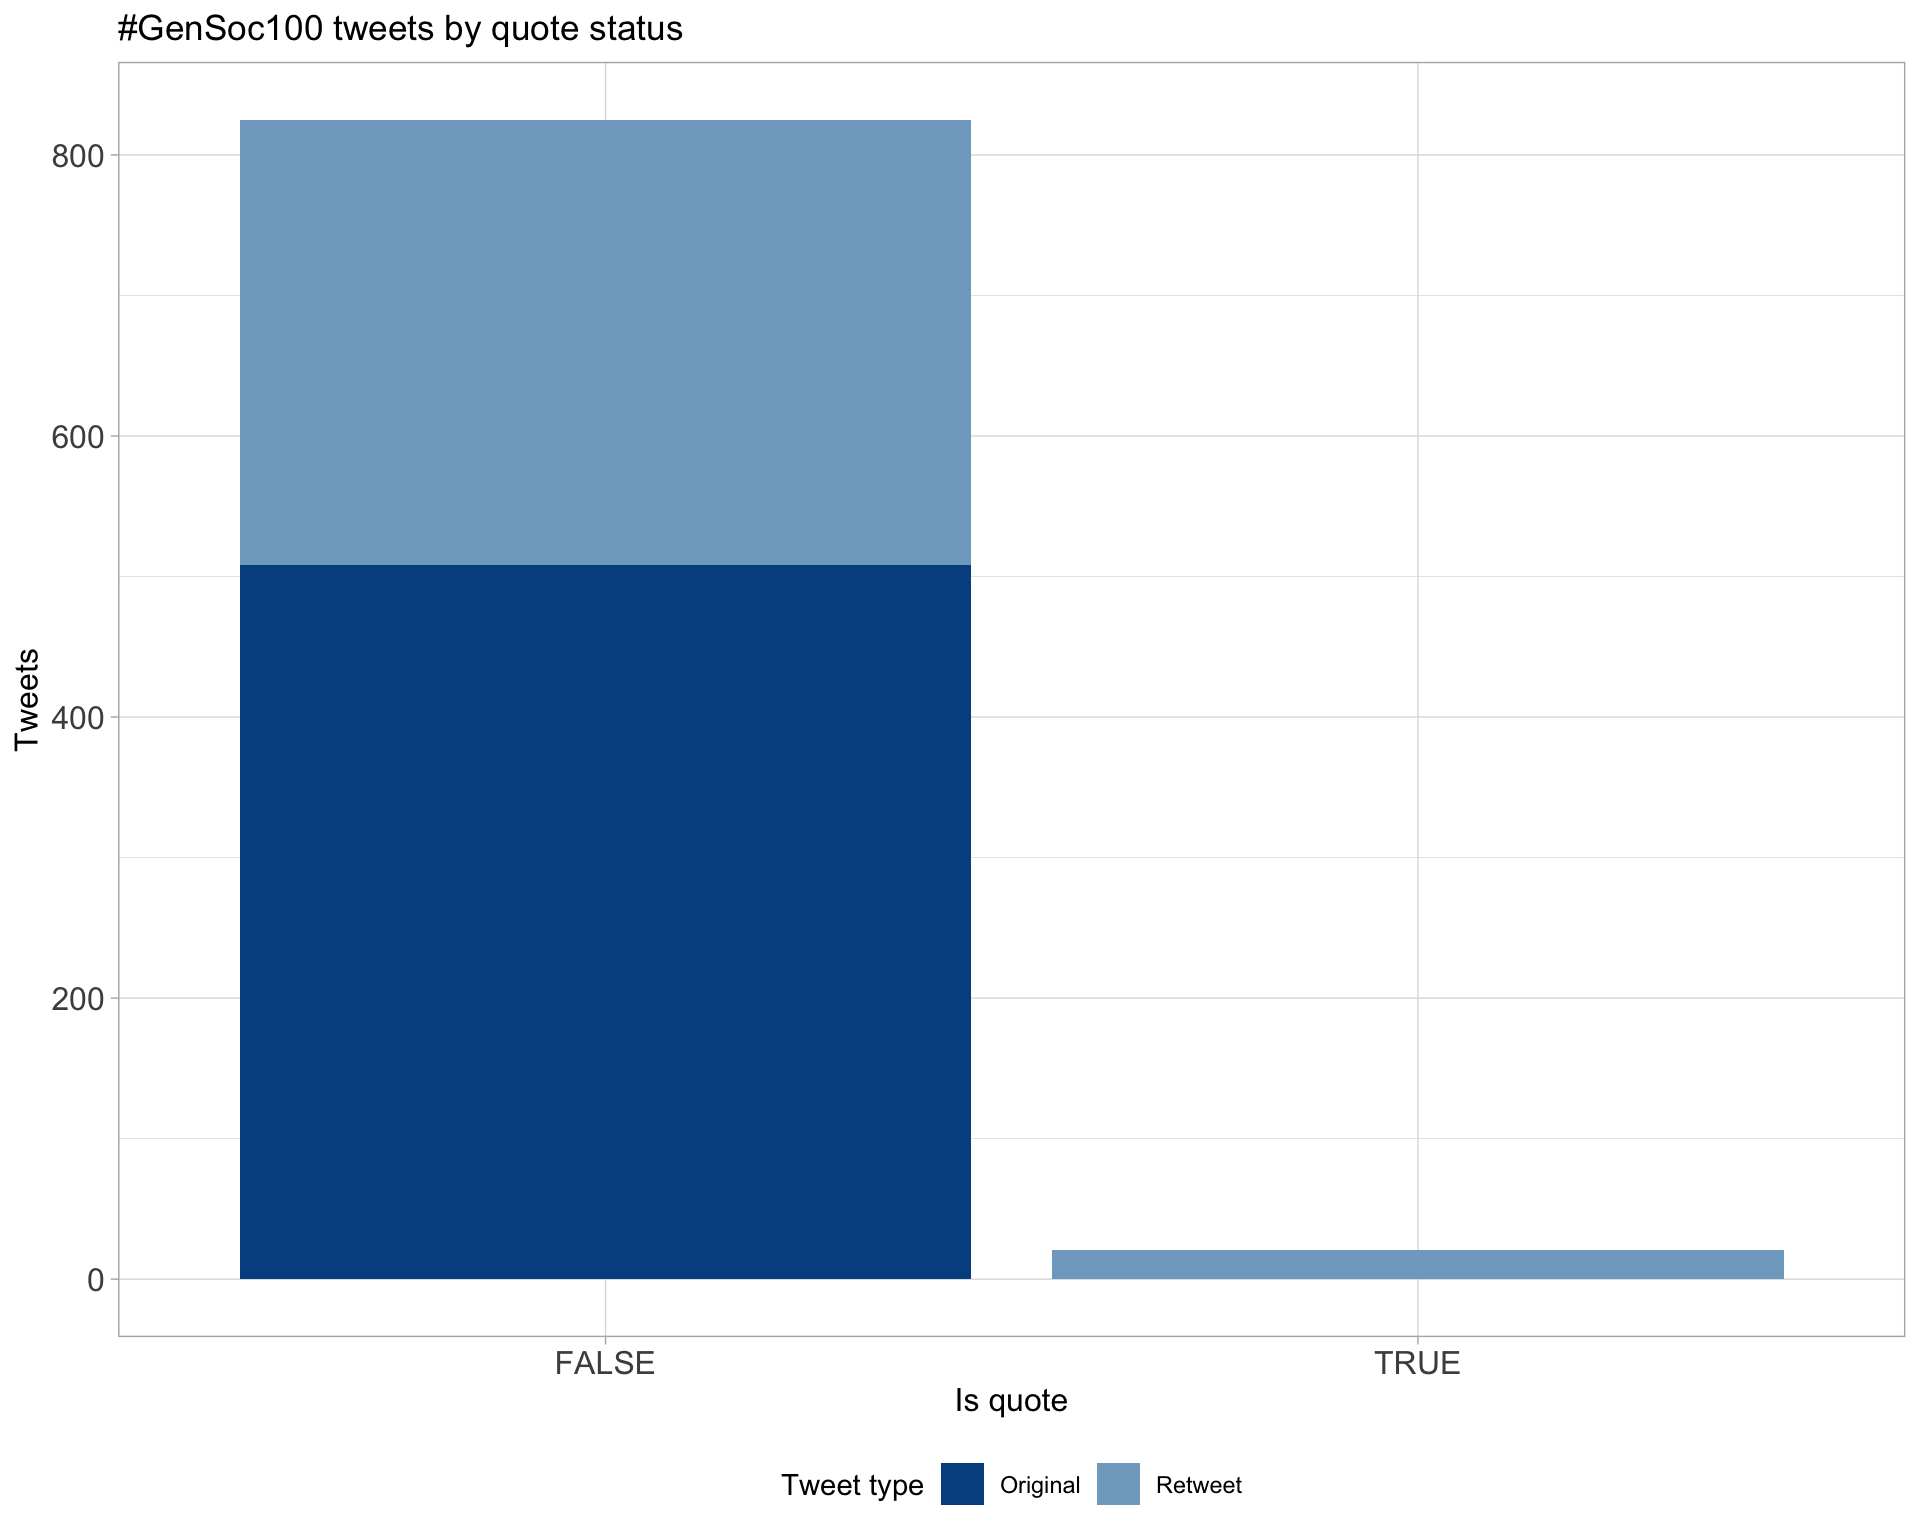 #GenSoc100 tweets by quote status
Tweets
800
600
400
200
0
FALSE
TRUE
Is quote
Tweet type
Original
Retweet